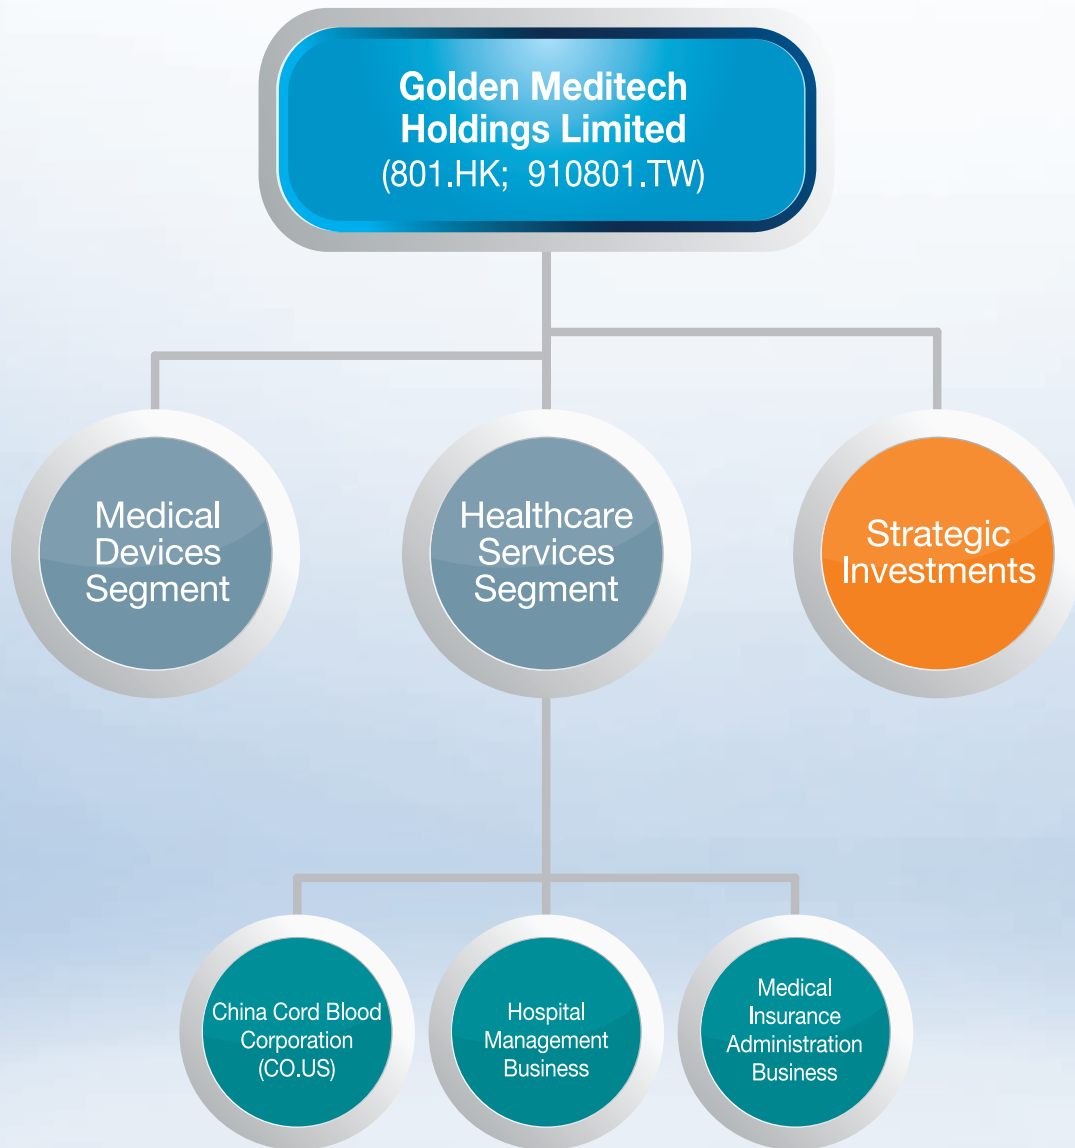 Golden Meditech
Holdings Limited
(801.HK; 910801.TW)
Medical
Devices
Segment
Healthcare
Services
Segment
Strategic
Investments
China Cord Blood
Corporation
(CO.US)
Hospital
Management
Business
Medical
Insurance
Administration
Business